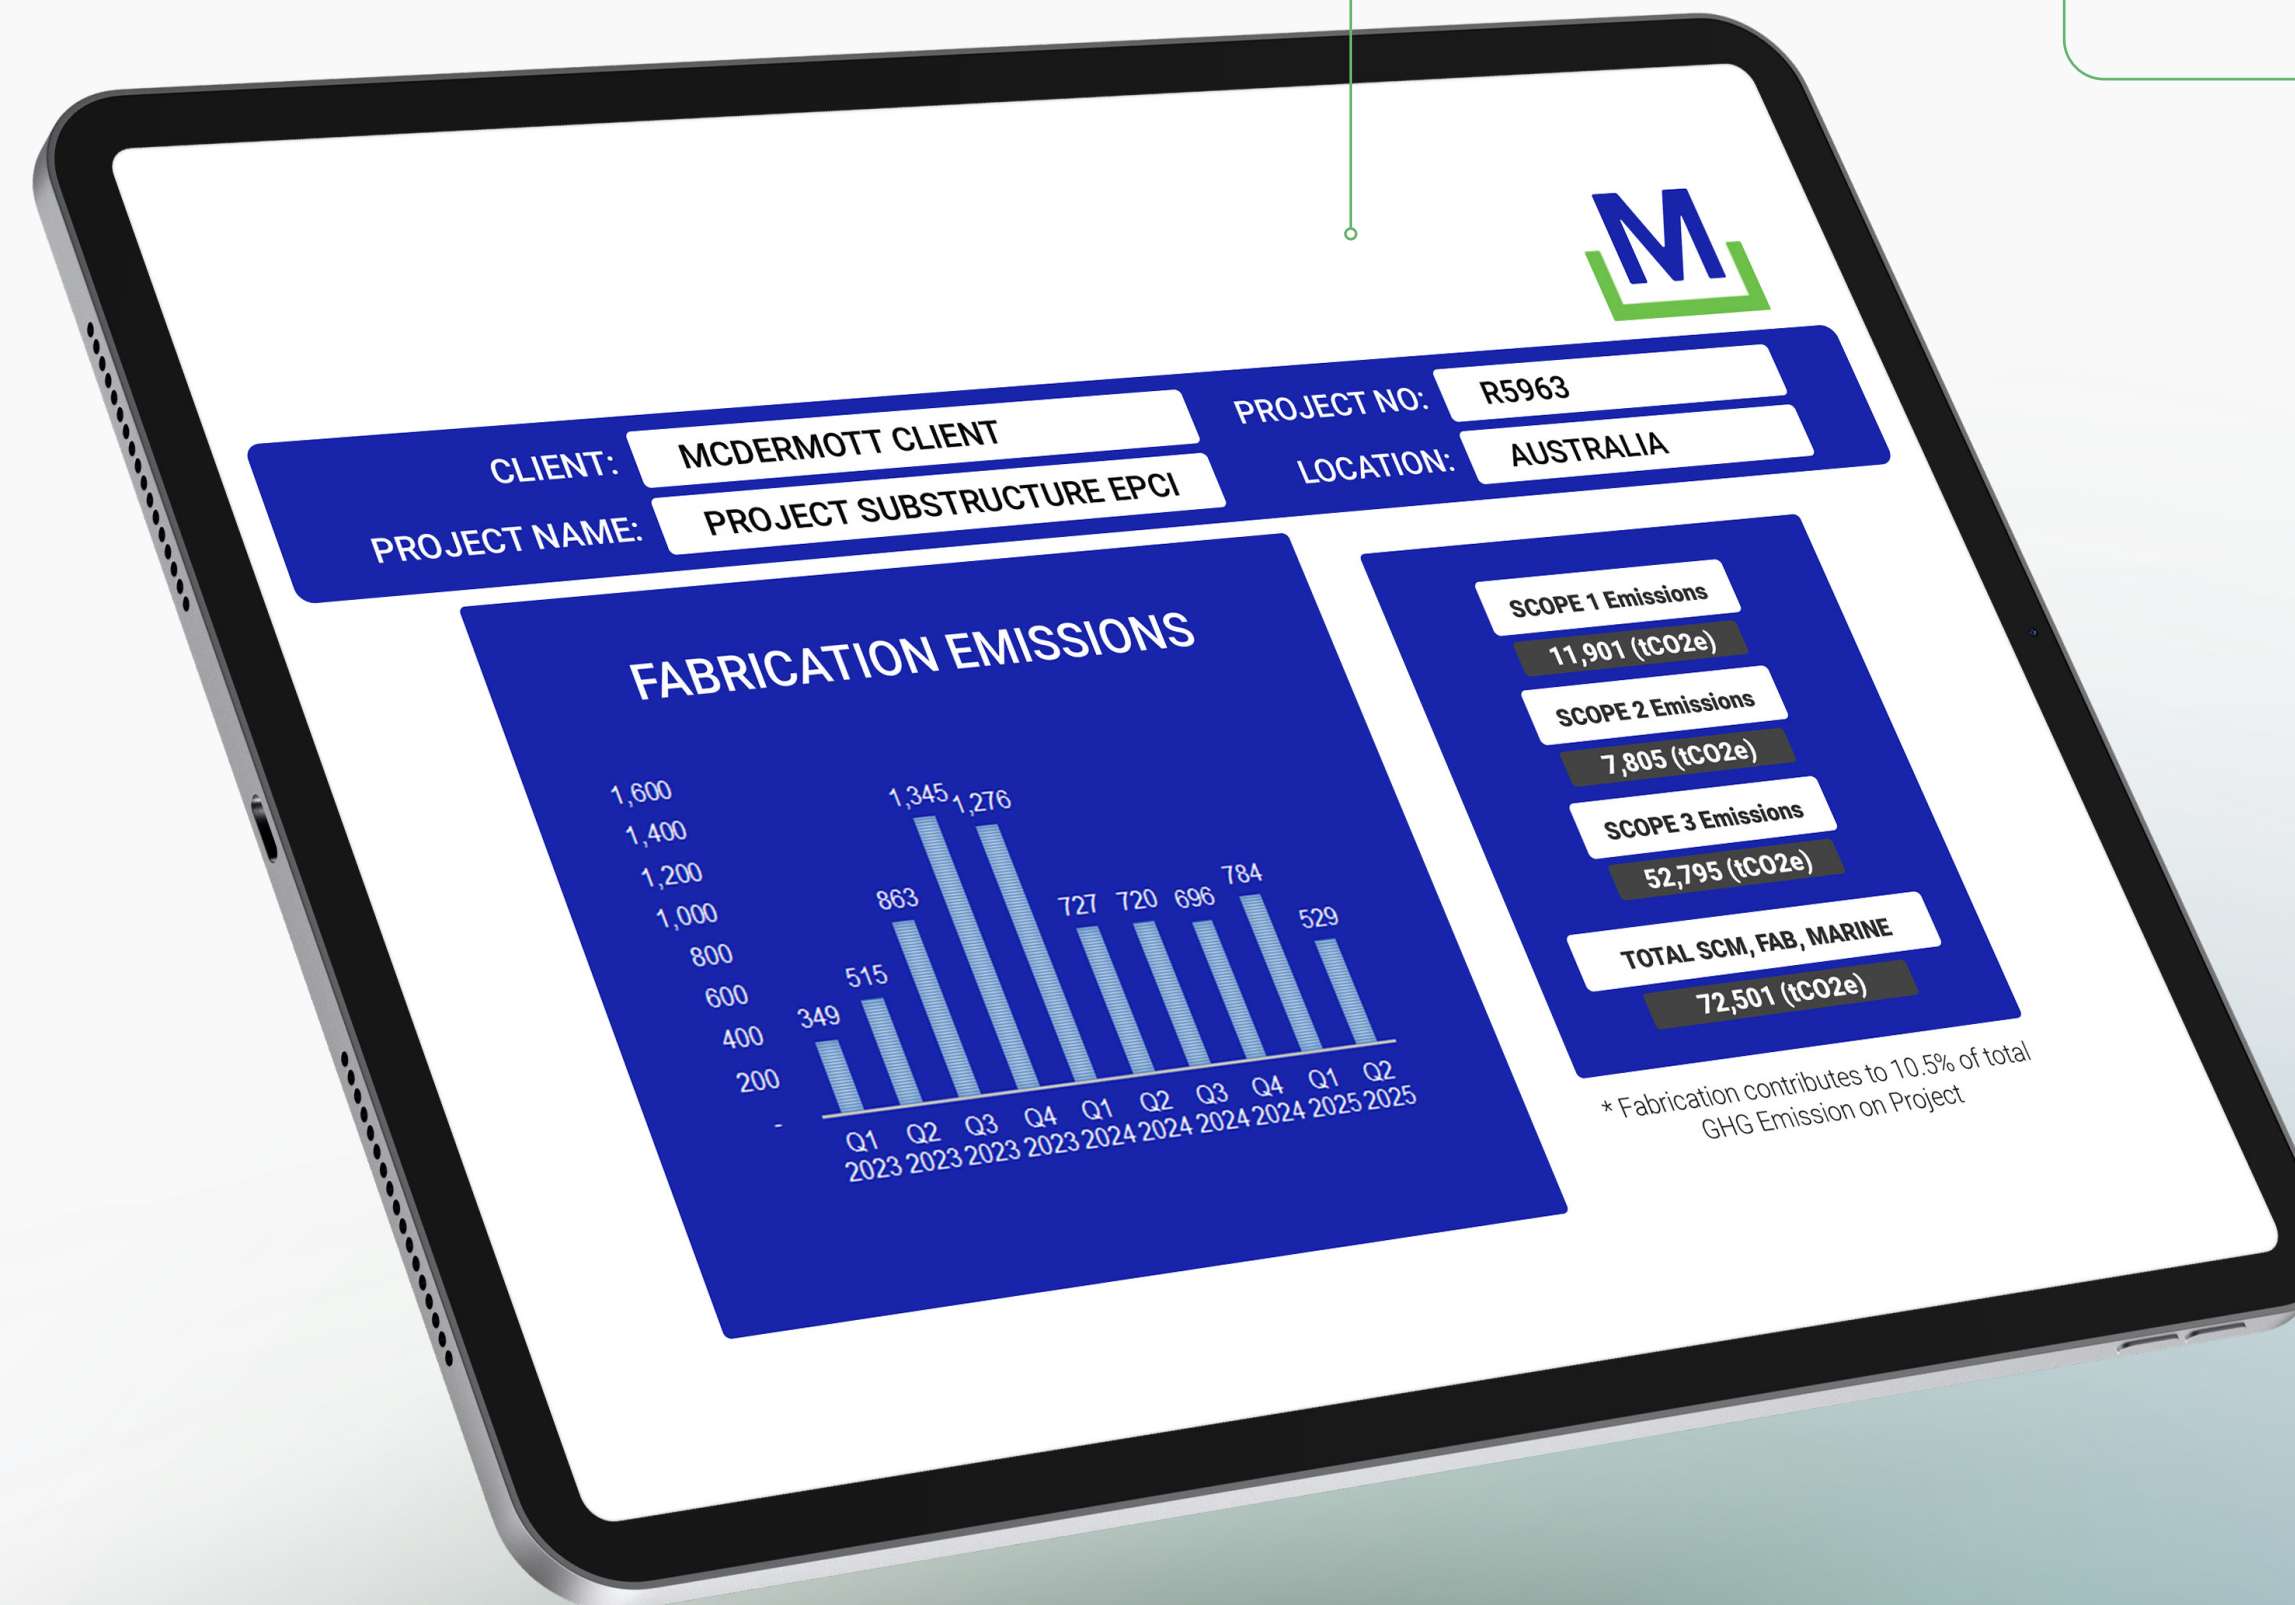 M
CLIENT: MCDERMOTT CLIENT
PROJECT NO: R5963
PROJECT NAME: PROJECT SUBSTRUCTURE EPCI
LOCATION: AUSTRALIA
FABRICATION EMISSIONS
1,600
1,400
1,200
1,000
800
600
400
200
-
349
515
863
1,345
1,276
727
720
696
784
529
Q1 2023
Q2 2023
Q3 2023
Q4 2023
Q1 2024
Q2 2024
Q3 2024
Q4 2024
Q1 2025
Q2 2025
SCOPE 1 Emissions
11,901 (tCO2e)
SCOPE 2 Emissions
7,805 (tCO2e)
SCOPE 3 Emissions
52,795 (tCO2e)
TOTAL SCM, FAB, MARINE
72,501 (tCO2e)
* Fabrication contributes to 10.5% of total
GHG Emission on Project